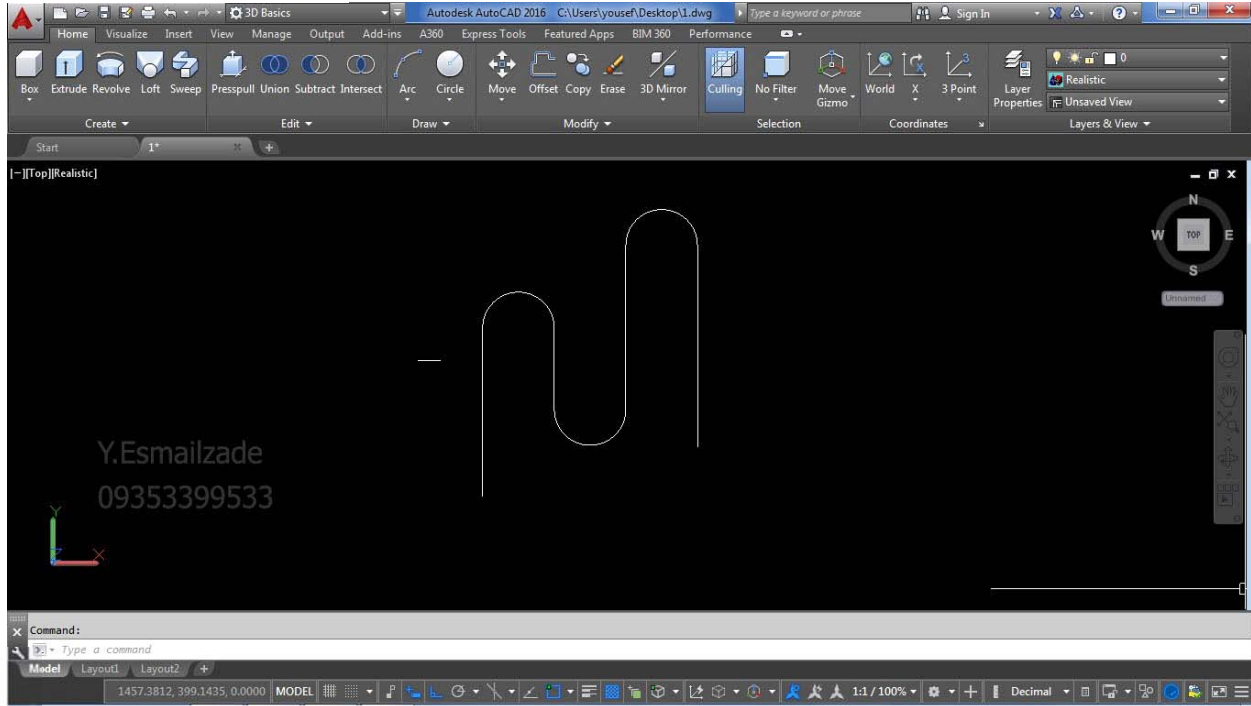 3D Basics
Autodesk AutoCAD 2016 C:\Users\yousef\Desktop\1.dwg
Type a keyword or phrase
Sign In
Home Visualize Insert View Manage Output Add-ins A360 Express Tools Featured Apps BIM 360 Performance
Box Extrude Revolve Loft Sweep Presspull Union Subtract Intersect Arc Circle Move Offset Copy Erase 3D Mirror Culling No Filter Move Gizmo World X 3 Point Layer Properties
0
Realistic
Unsaved View
Create Edit Draw Modify Selection Coordinates Layers & View
Start 1*
[−][Top][Realistic]
N
W TOP E
S
Unnamed
Y.Esmailzade
09353399533
Y
Z X
Command:
Type a command
Model Layout1 Layout2 +
1457.3812, 399.1435, 0.0000 MODEL 1:1 / 100% Decimal